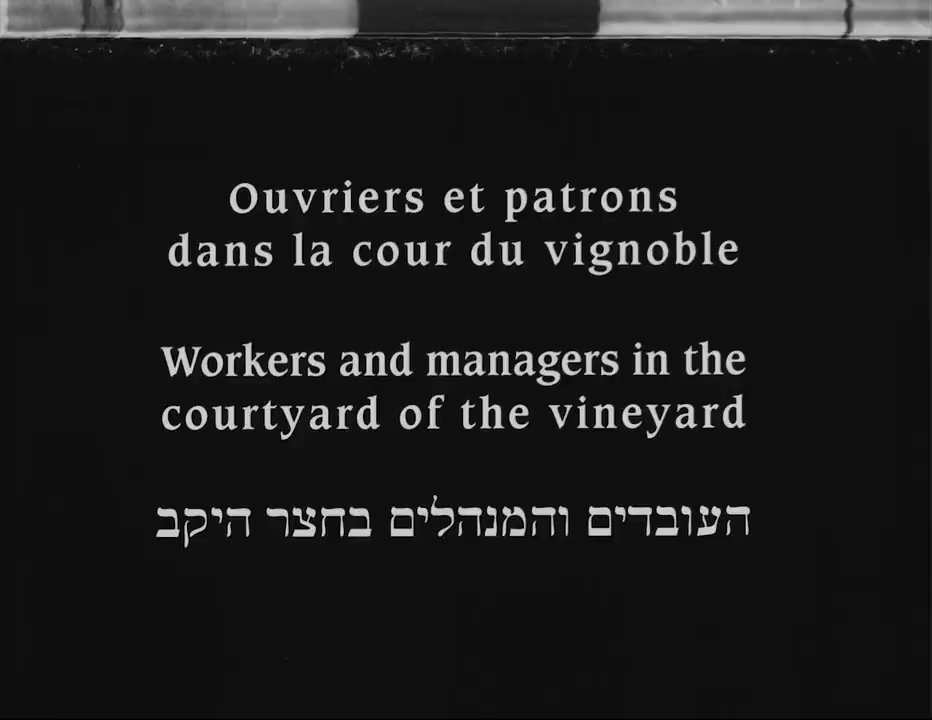 Ouvriers et patrons
dans la cour du vignoble
Workers and managers in the
courtyard of the vineyard
העובדים והמנהלים בחצר היקב